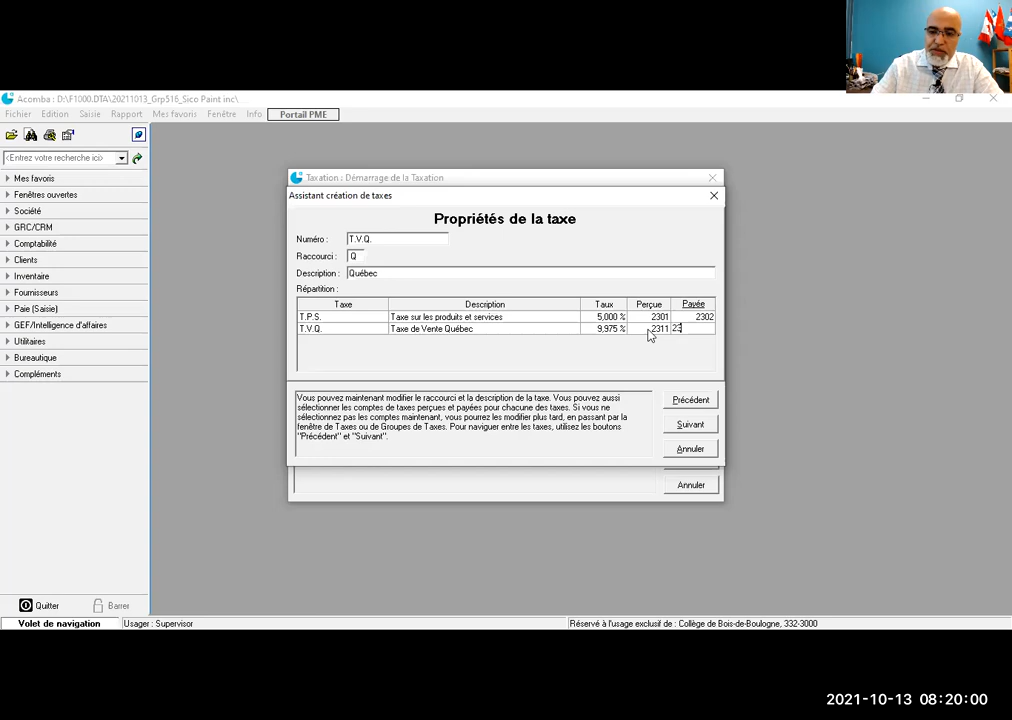 Acomba : D:\F1000.DTA\20211013_Grp516_Sico Paint inc\...
Fichier Edition Saisie Rapport Mes favoris Fenêtre Info Portail PME
<Entrez votre recherche ici>
Mes favoris
Fenêtres ouvertes
Société
GRC/CRM
Comptabilité
Clients
Inventaire
Fournisseurs
Paie (Saisie)
GEF/Intelligence d'affaires
Utilitaires
Bureautique
Compléments
Taxation : Démarrage de la Taxation
Assistant création de taxes
Propriétés de la taxe
Numéro : T.V.Q.
Raccourci : Q
Description : Québec
Répartition :
Taxe Description Taux Perçue Payée
T.P.S. Taxe sur les produits et services 5,000 % 2301 2302
T.V.Q. Taxe de Vente Québec 9,975 % 2311 23
Vous pouvez maintenant modifier le raccourci et la description de la taxe. Vous pouvez aussi
sélectionner les comptes de taxes perçues et payées pour chacune des taxes. Si vous ne
sélectionnez pas les comptes maintenant, vous pourrez les modifier plus tard, en passant par la
fenêtre de Taxes ou de Groupes de Taxes. Pour naviguer entre les taxes, utilisez les boutons
"Précédent" et "Suivant".
Précédent
Suivant
Annuler
Annuler
Quitter Barrer
Volet de navigation Usager : Supervisor Réservé à l'usage exclusif de : Collège de Bois-de-Boulogne, 332-3000
2021-10-13 08:20:00